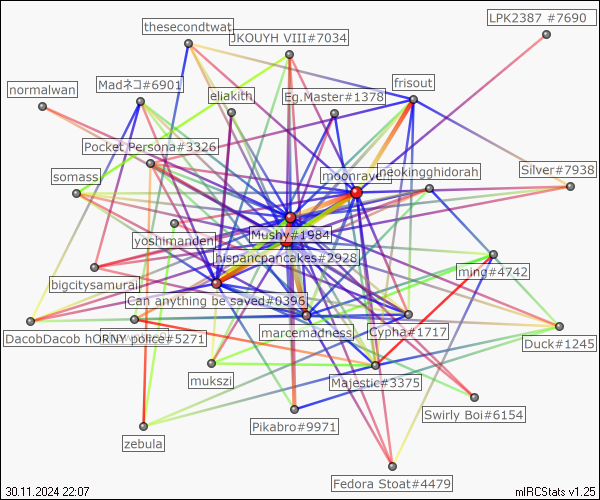 LPK2387 #7690
thesecondtwat
JKOUYH VIII#7034
normalwan
Madネコ#6901
eliakith
Eg.Master#1378
frisout
Pocket Persona#3326
somass
moonrave
neokingghidorah
Silver#7938
yoshimanden
Mushy#1984
hispancpancakes#2928
bigcitysamurai
ming#4742
Can anything be saved#0396
DacobDacob
hORNY police#5271
marcemadness
Cypha#1717
Duck#1245
mukszi
Majestic#3375
Swirly Boi#6154
Pikabro#9971
zebula
Fedora Stoat#4479
30.11.2024 22:07
mIRCStats v1.25